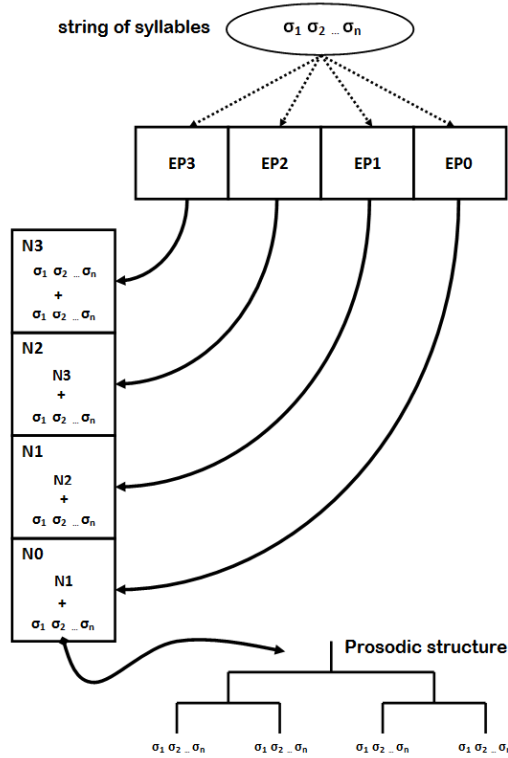 string of syllables
σ₁ σ₂ ... σₙ
EP3 EP2 EP1 EP0
N3
σ₁ σ₂ ... σₙ
+
σ₁ σ₂ ... σₙ
N2
N3
+
σ₁ σ₂ ... σₙ
N1
N2
+
σ₁ σ₂ ... σₙ
N0
N1
+
σ₁ σ₂ ... σₙ
Prosodic structure
σ₁ σ₂ ... σₙ σ₁ σ₂ ... σₙ σ₁ σ₂ ... σₙ σ₁ σ₂ ... σₙ